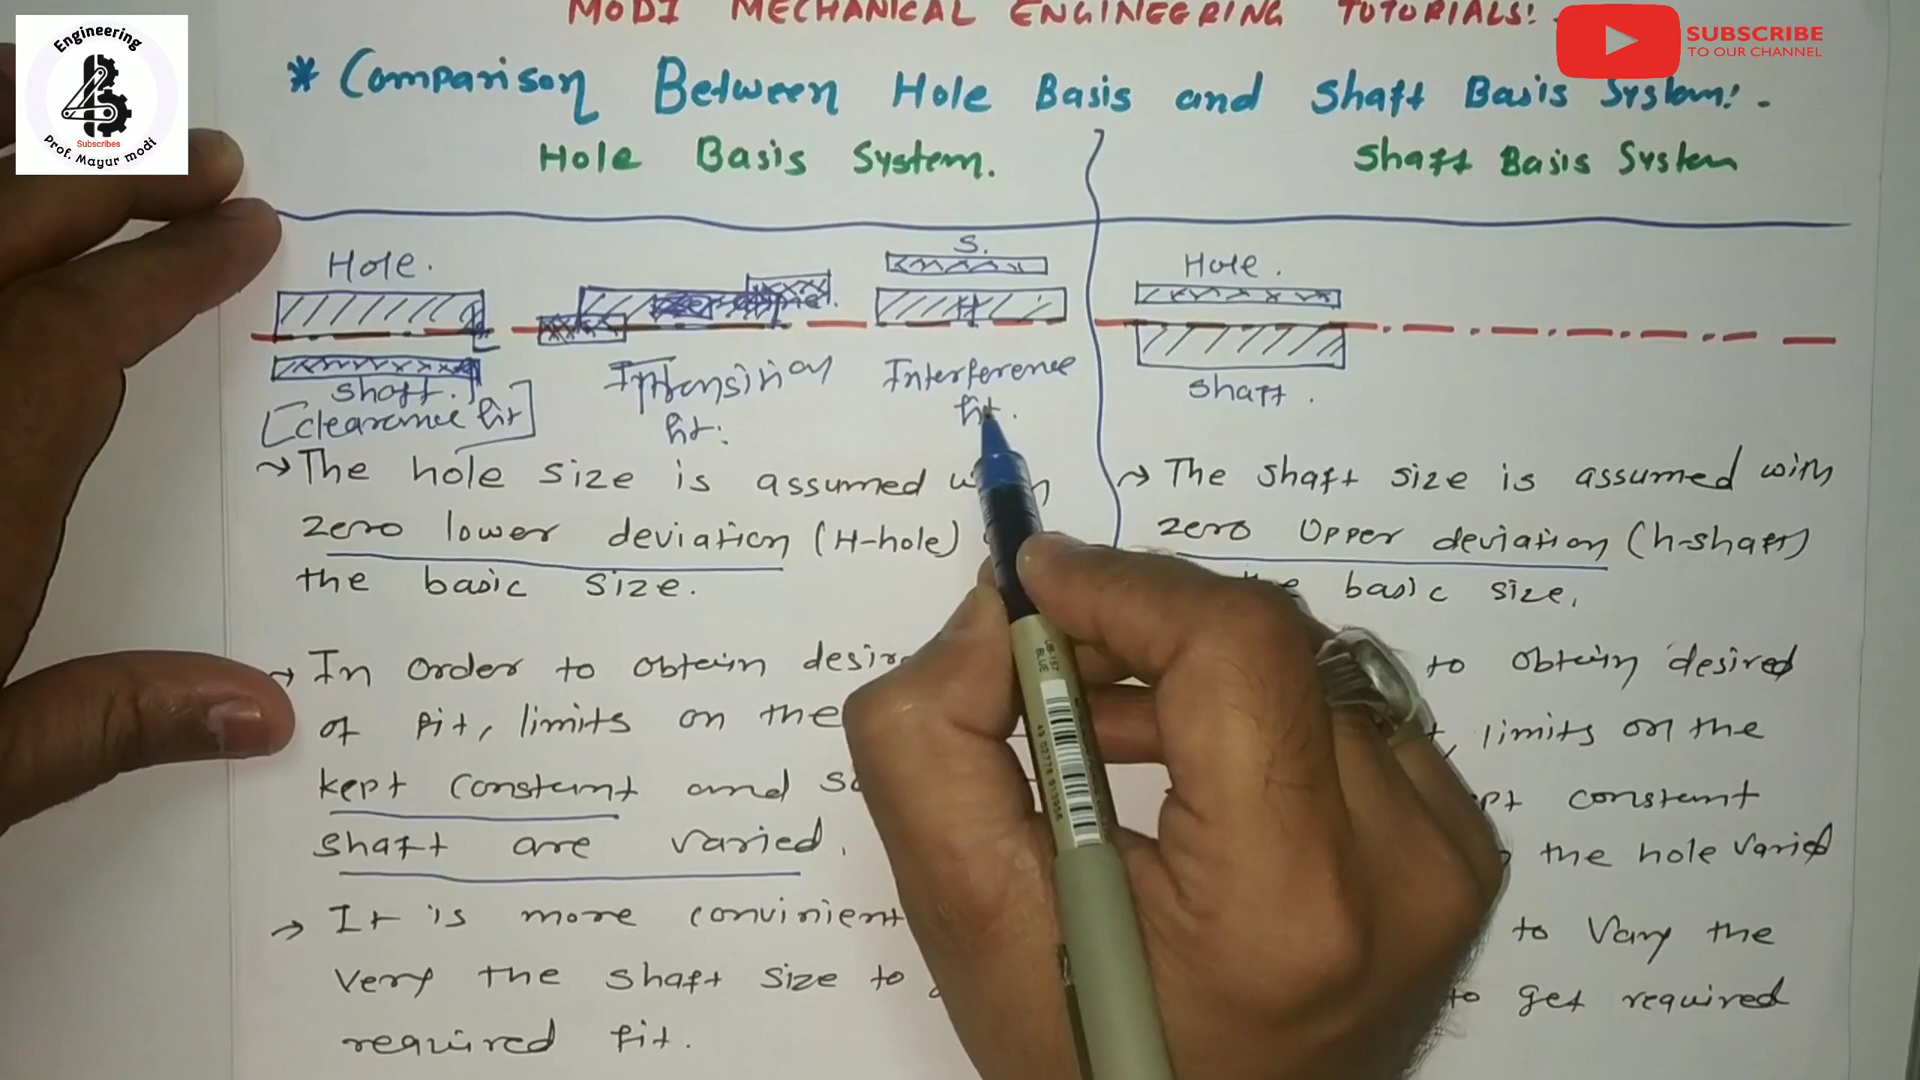 MODI MECHANICAL ENGINEERING TUTORIALS!
SUBSCRIBE
TO OUR CHANNEL
Engineering
Subscribes
Prof. Mayur modi
* Comparison Between Hole Basis and Shaft Basis System:-
Hole Basis System.
Hole.
Shaft.
[clearance fit]
fit:
S.
H
Interference
fit.
→ The hole size is assumed
zero lower deviation (H-hole)
the basic size.
→ In order to obtain
of fit, limits on the
kept constant and
shaft are varied.
→ It is more convinient
very the shaft size to
required fit.
Shaft Basis System
Hole.
Shaft.
→ The shaft size is assumed with
zero Upper deviation (h-shaft)
basic size.
to obtain desired
limits on the
constant
the hole varied
to vary the
to get required
UB-157
BLUE